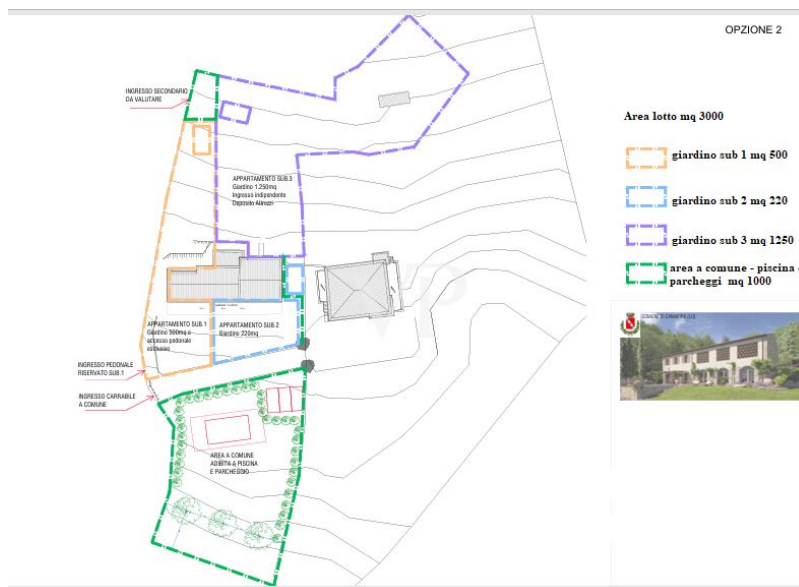 OPZIONE 2
INGRESSO SECONDARIO
DA VALUTARE
Area lotto mq 3000
giardino sub 1 mq 500
giardino sub 2 mq 220
giardino sub 3 mq 1250
area a comune - piscina
parcheggi mq 1000
APPARTAMENTO SUB.3
Giardino 1.250mq
Ingresso indipendente
Deposito Attrezzi
APPARTAMENTO SUB.1
Giardino 500mq e
accesso pedonale
esclusivo
APPARTAMENTO SUB.2
Giardino 220mq
INGRESSO PEDONALE
RISERVATO SUB.1
INGRESSO CARRABILE
A COMUNE
AREA A COMUNE
ADIBITA A PISCINA
E PARCHEGGIO
VP